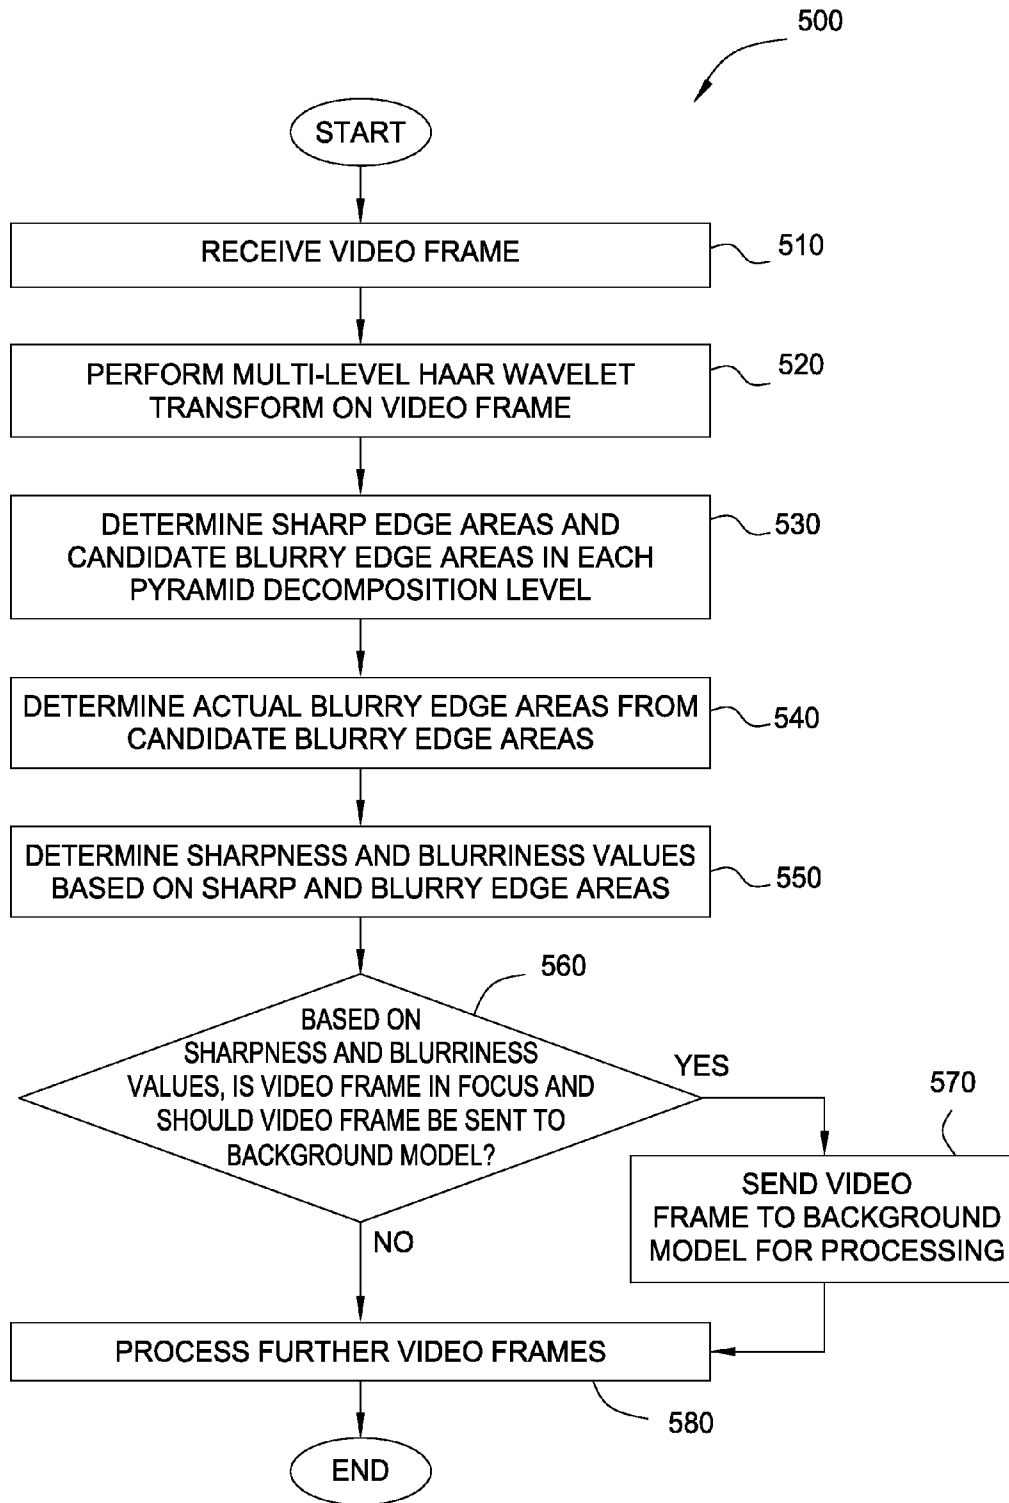 500
START
RECEIVE VIDEO FRAME
510
PERFORM MULTI-LEVEL HAAR WAVELET
TRANSFORM ON VIDEO FRAME
520
DETERMINE SHARP EDGE AREAS AND
CANDIDATE BLURRY EDGE AREAS IN EACH
PYRAMID DECOMPOSITION LEVEL
530
DETERMINE ACTUAL BLURRY EDGE AREAS FROM
CANDIDATE BLURRY EDGE AREAS
540
DETERMINE SHARPNESS AND BLURRINESS VALUES
BASED ON SHARP AND BLURRY EDGE AREAS
550
560
BASED ON
SHARPNESS AND BLURRINESS
VALUES, IS VIDEO FRAME IN FOCUS AND
SHOULD VIDEO FRAME BE SENT TO
BACKGROUND MODEL?
YES
570
SEND VIDEO
FRAME TO BACKGROUND
MODEL FOR PROCESSING
NO
PROCESS FURTHER VIDEO FRAMES
580
END